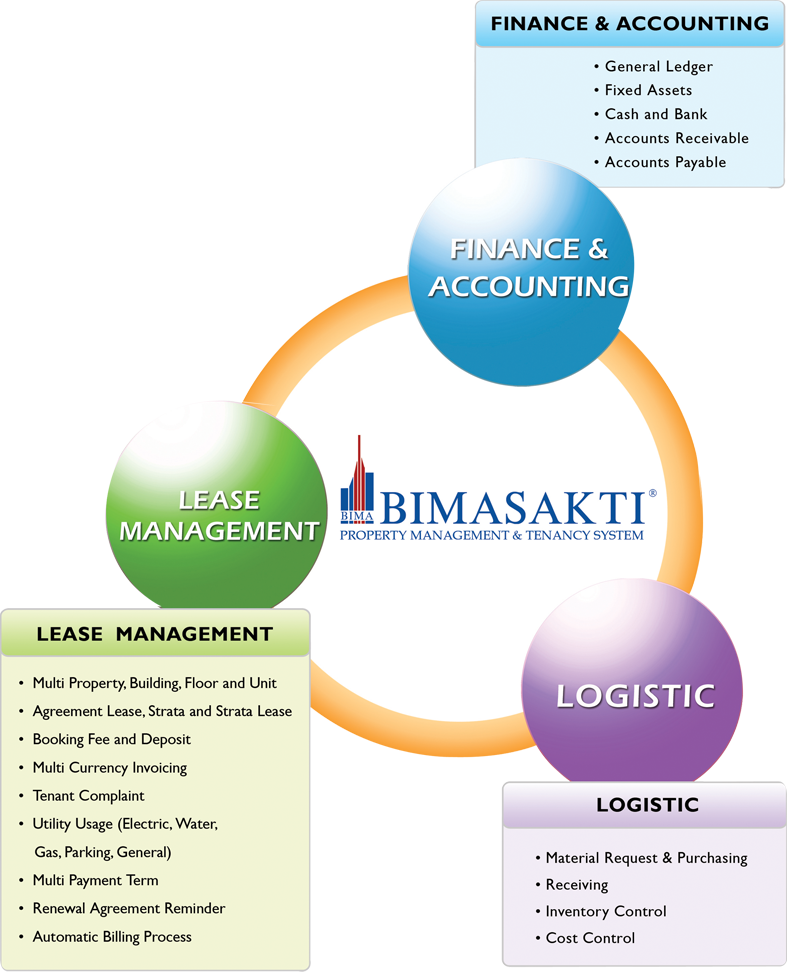 FINANCE & ACCOUNTING
• General Ledger
• Fixed Assets
• Cash and Bank
• Accounts Receivable
• Accounts Payable
FINANCE &
ACCOUNTING
LEASE
MANAGEMENT
BIMA
BIMASAKTI®
PROPERTY MANAGEMENT & TENANCY SYSTEM
LEASE MANAGEMENT
• Multi Property, Building, Floor and Unit
• Agreement Lease, Strata and Strata Lease
• Booking Fee and Deposit
• Multi Currency Invoicing
• Tenant Complaint
• Utility Usage (Electric, Water,
Gas, Parking, General)
• Multi Payment Term
• Renewal Agreement Reminder
• Automatic Billing Process
LOGISTIC
LOGISTIC
• Material Request & Purchasing
• Receiving
• Inventory Control
• Cost Control